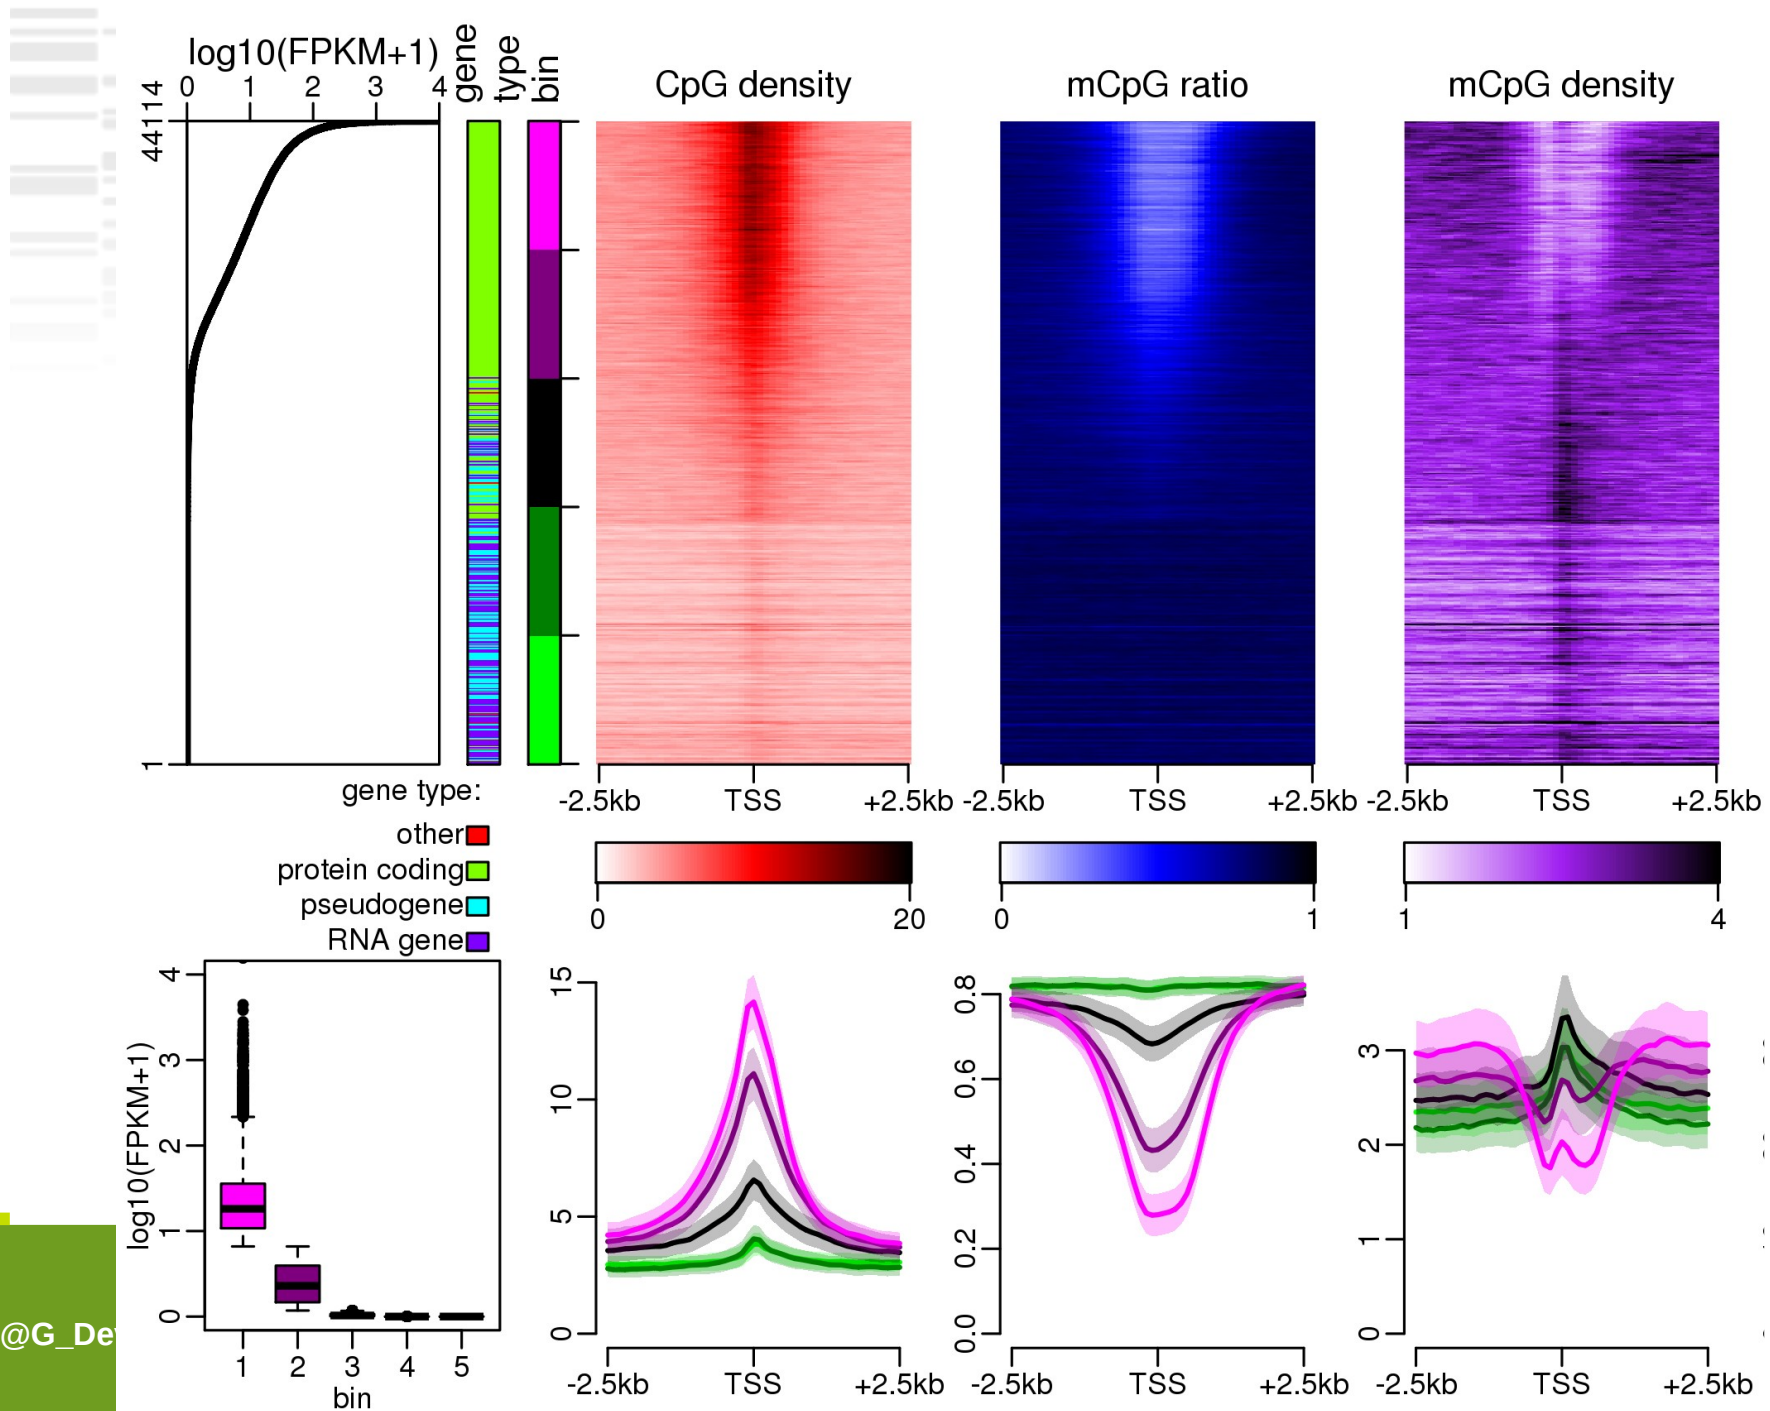 log10(FPKM+1)
0 1 2 3 4
gene
type
bin
CpG density
mCpG ratio
mCpG density
44114
1
-2.5kb TSS +2.5kb
-2.5kb TSS +2.5kb
-2.5kb TSS +2.5kb
gene type:
other
protein coding
pseudogene
RNA gene
0 20
0 1
1 4
log10(FPKM+1)
4
3
2
1
0
1 2 3 4 5
bin
15
10
5
0
-2.5kb TSS +2.5kb
0.8
0.6
0.4
0.2
0.0
-2.5kb TSS +2.5kb
3
2
1
0
-2.5kb TSS +2.5kb
@G_De